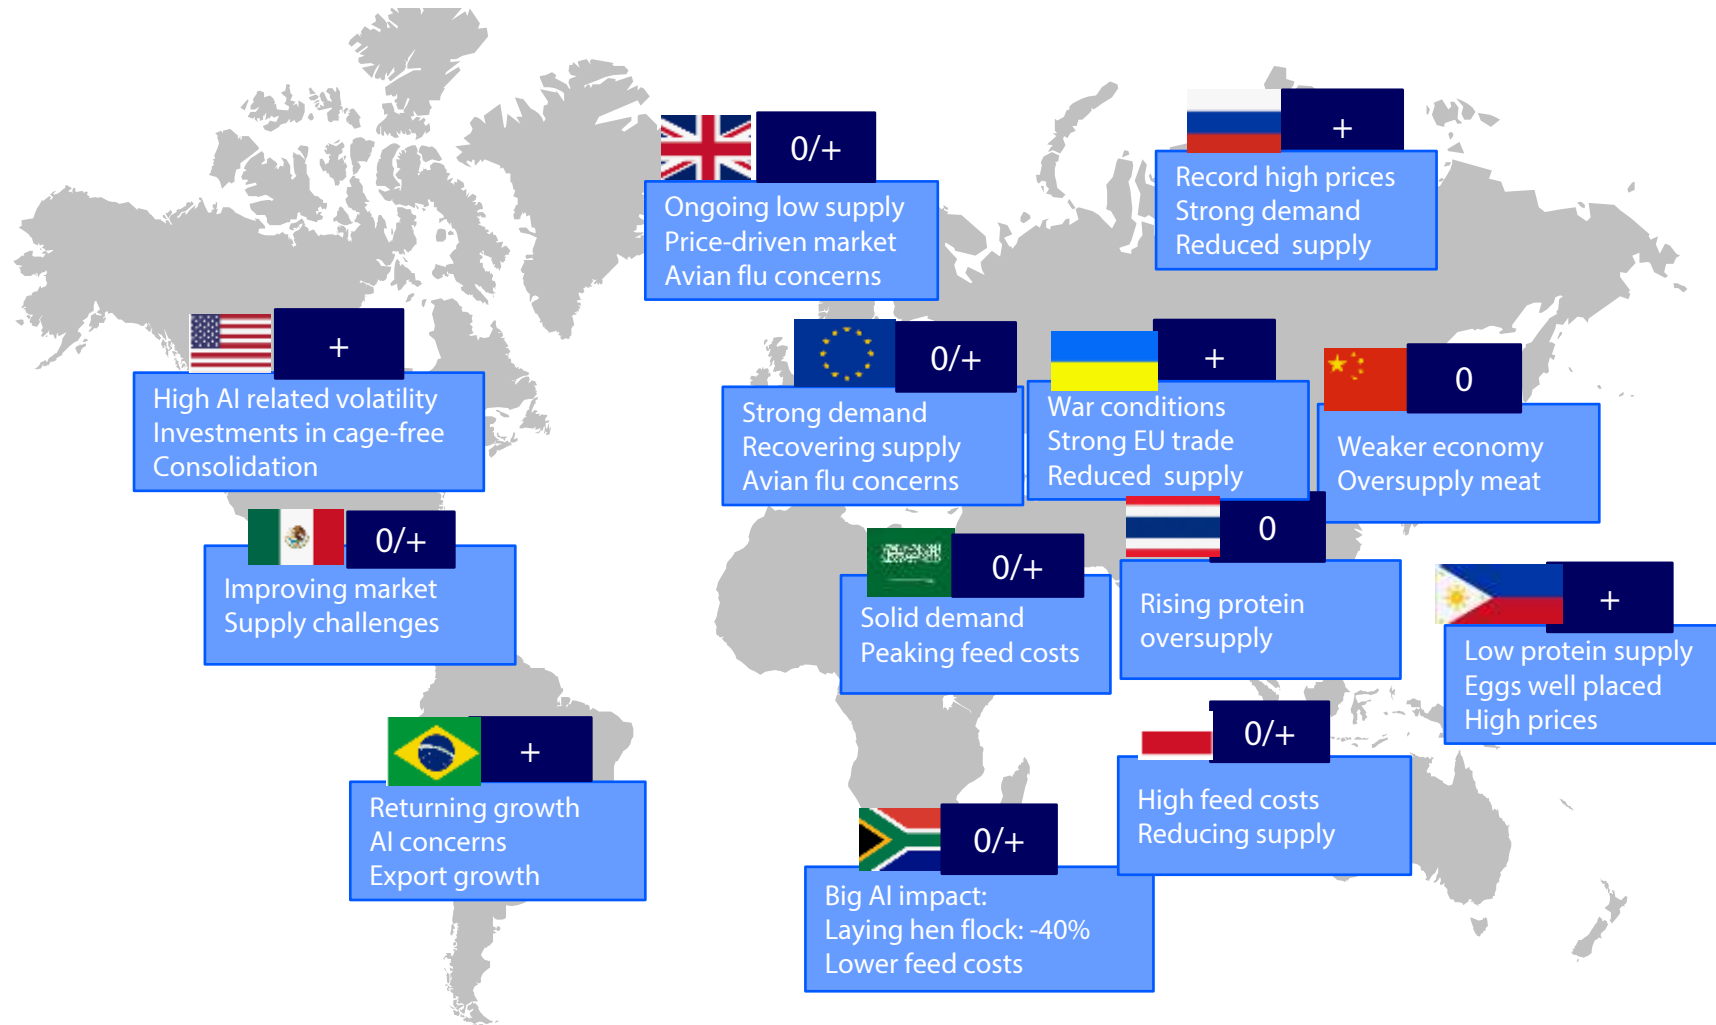 0/+
Ongoing low supply
Price-driven market
Avian flu concerns
+
Record high prices
Strong demand
Reduced  supply
+
High AI related volatility
Investments in cage-free
Consolidation
0/+
Strong demand
Recovering supply
Avian flu concerns
+
War conditions
Strong EU trade
Reduced  supply
0
Weaker economy
Oversupply meat
0/+
Improving market
Supply challenges
0/+
Solid demand
Peaking feed costs
0
Rising protein
oversupply
+
Low protein supply
Eggs well placed
High prices
+
Returning growth
AI concerns
Export growth
0/+
High feed costs
Reducing supply
0/+
Big AI impact:
Laying hen flock: -40%
Lower feed costs